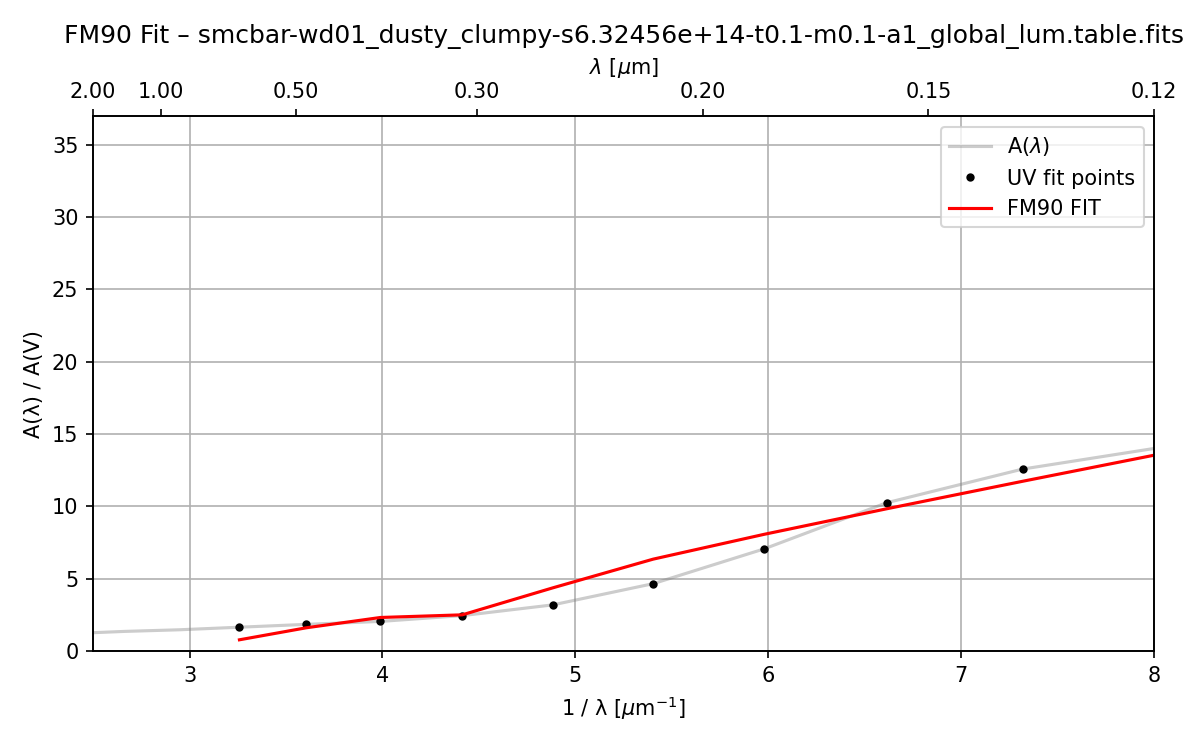 FM90 Fit – smcbar-wd01_dusty_clumpy-s6.32456e+14-t0.1-m0.1-a1_global_lum.table.fits
λ [μm]
2.00 1.00 0.50 0.30 0.20 0.15 0.12
A(λ)
UV fit points
FM90 FIT
35
30
25
20
15
10
5
0
A(λ) / A(V)
3 4 5 6 7 8
1 / λ [μm⁻¹]